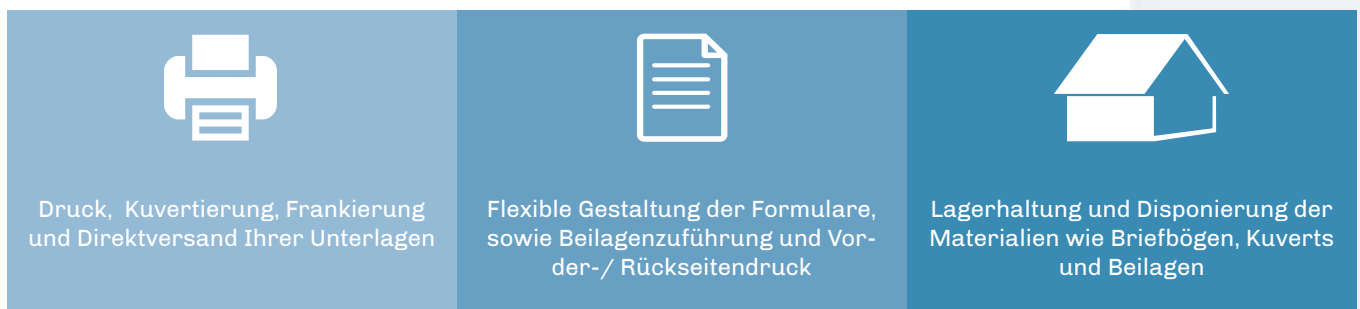 Druck,  Kuvertierung, Frankierung
und Direktversand Ihrer Unterlagen
Flexible Gestaltung der Formulare,
sowie Beilagenzuführung und Vor-
der-/ Rückseitendruck
Lagerhaltung und Disponierung der
Materialien wie Briefbögen, Kuverts
und Beilagen